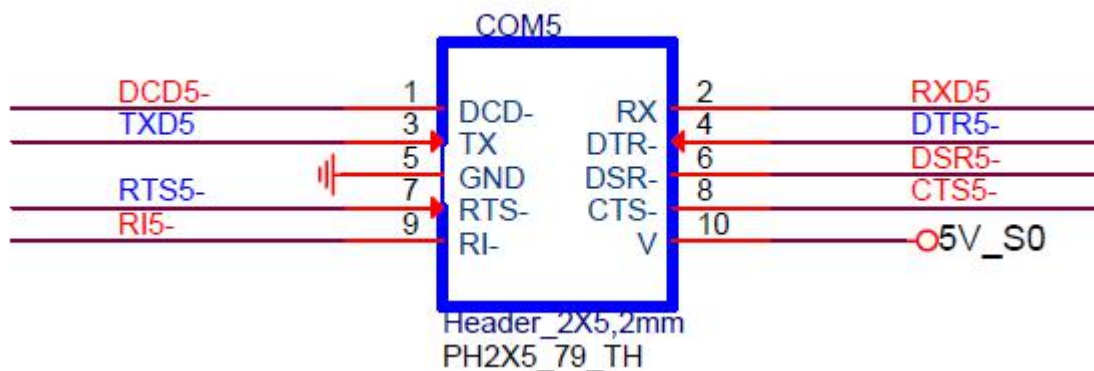 COM5
DCD5- 1 DCD- RX 2 RXD5
TXD5 3 TX DTR- 4 DTR5-
5 GND DSR- 6 DSR5-
RTS5- 7 RTS- CTS- 8 CTS5-
RI5- 9 RI- V 10 5V_S0
Header_2X5,2mm
PH2X5_79_TH